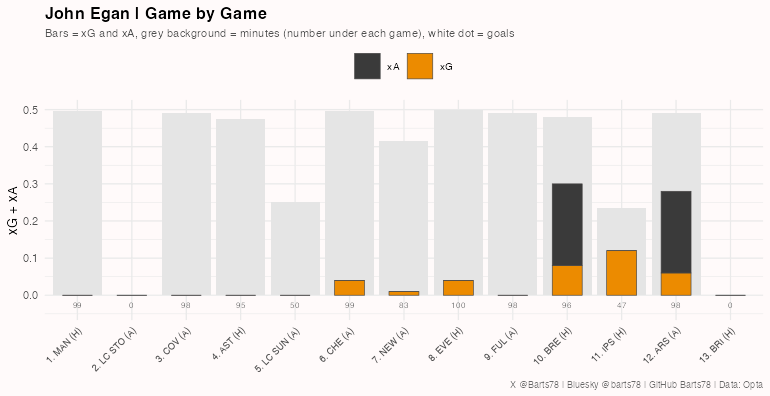 John Egan | Game by Game
Bars = xG and xA, grey background = minutes (number under each game), white dot = goals
xA xG
xG + xA
0.5
0.4
0.3
0.2
0.1
0.0
99 0 98 95 50 99 83 100 98 96 47 98 0
1. MAN (H) 2. LC STO (A) 3. COV (A) 4. AST (H) 5. LC SUN (A) 6. CHE (A) 7. NEW (A) 8. EVE (H) 9. FUL (A) 10. BRE (H) 11. IPS (H) 12. ARS (A) 13. BRI (H)
X @Barts78 | Bluesky @barts78 | GitHub Barts78 | Data: Opta